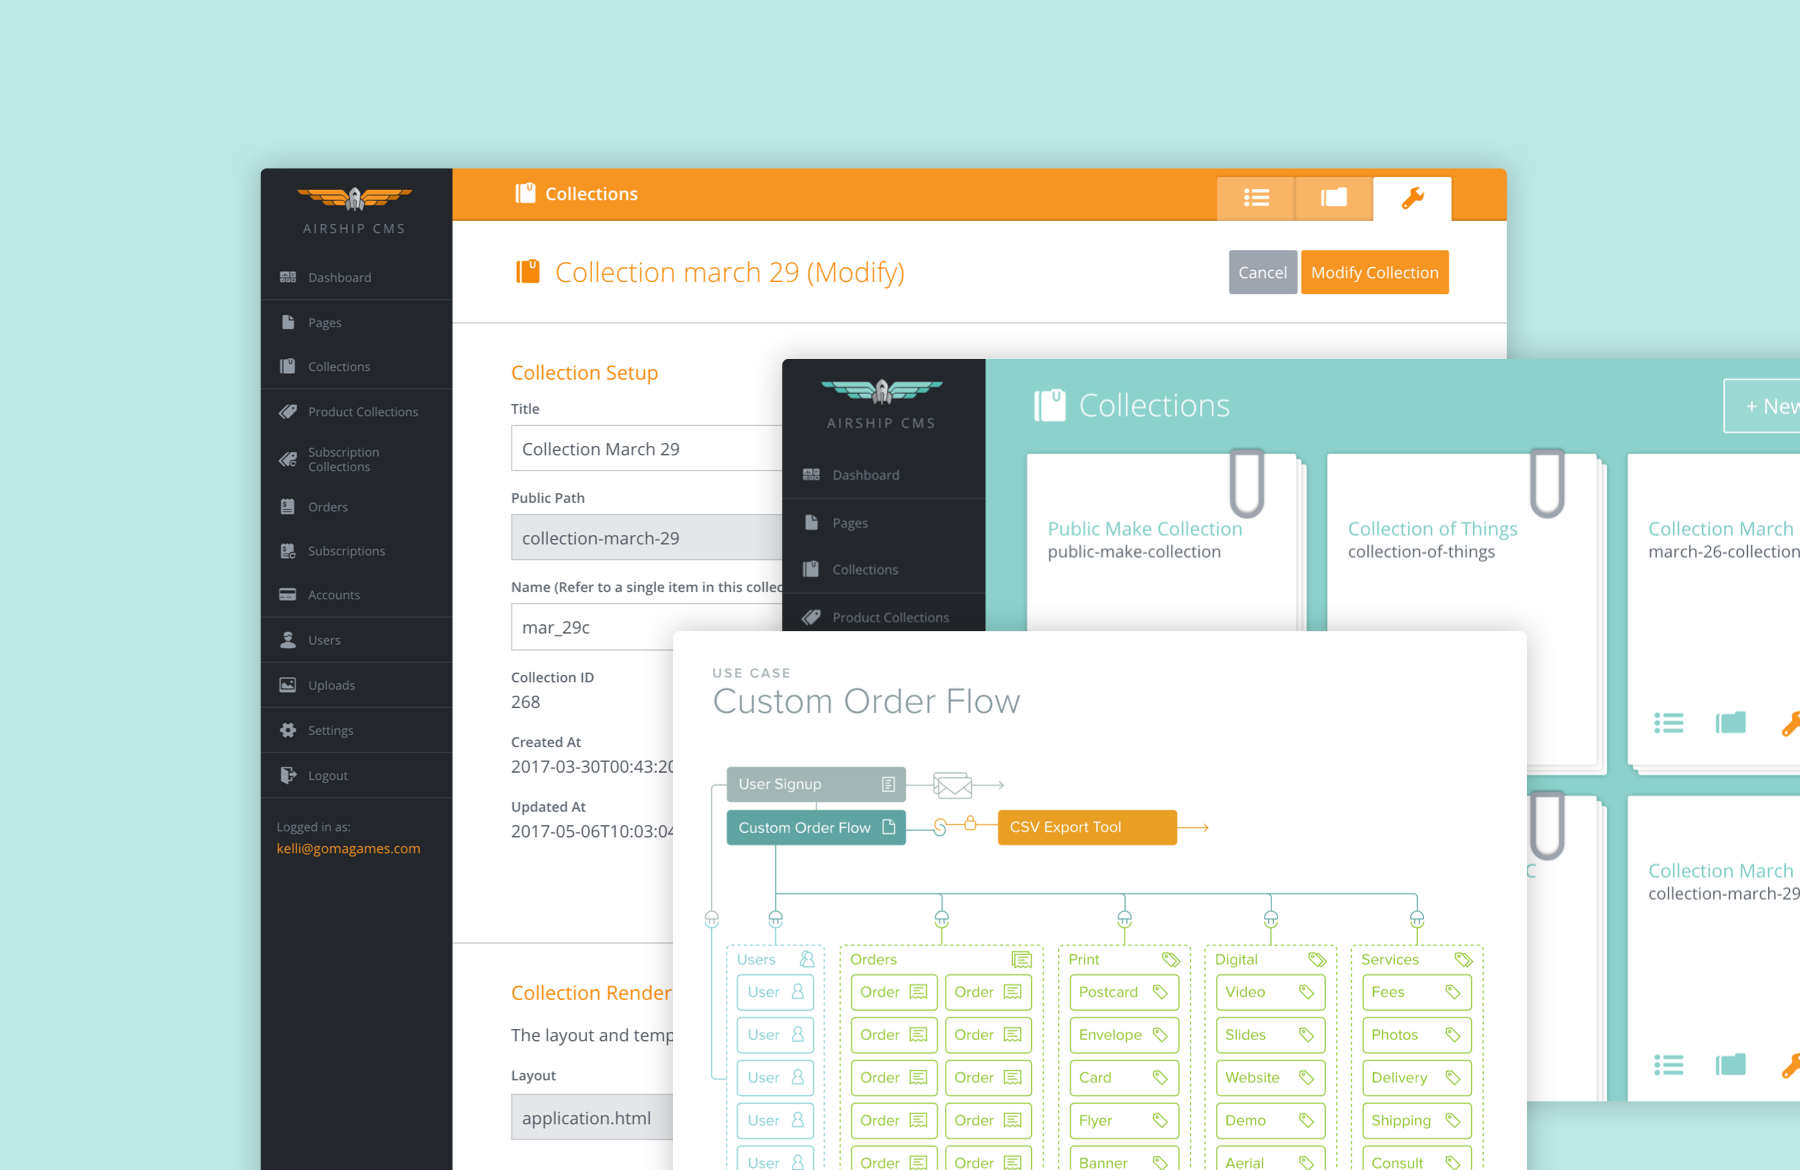 AIRSHIP CMS
Dashboard
Pages
Collections
Product Collections
Subscription
Collections
Orders
Subscriptions
Accounts
Users
Uploads
Settings
Logout
Logged in as:
kelli@gomagames.com
Collections
Collection march 29 (Modify)
Cancel
Modify Collection
Collection Setup
Title
Collection March 29
Public Path
collection-march-29
Name (Refer to a single item in this collec
mar_29c
Collection ID
268
Created At
2017-03-30T00:43:20
Updated At
2017-05-06T10:03:04
Collection Render
The layout and temp
Layout
application.html
AIRSHIP CMS
Dashboard
Pages
Collections
Product Collections
Collections
+ New
Public Make Collection
public-make-collection
Collection of Things
collection-of-things
Collection March
march-26-collection
C
Collection March
collection-march-29
USE CASE
Custom Order Flow
User Signup
Custom Order Flow
CSV Export Tool
Users
User
User
User
User
User
Orders
Order Order
Order Order
Order Order
Order Order
Order Order
Print
Postcard
Envelope
Card
Flyer
Banner
Digital
Video
Slides
Website
Demo
Aerial
Services
Fees
Photos
Delivery
Shipping
Consult